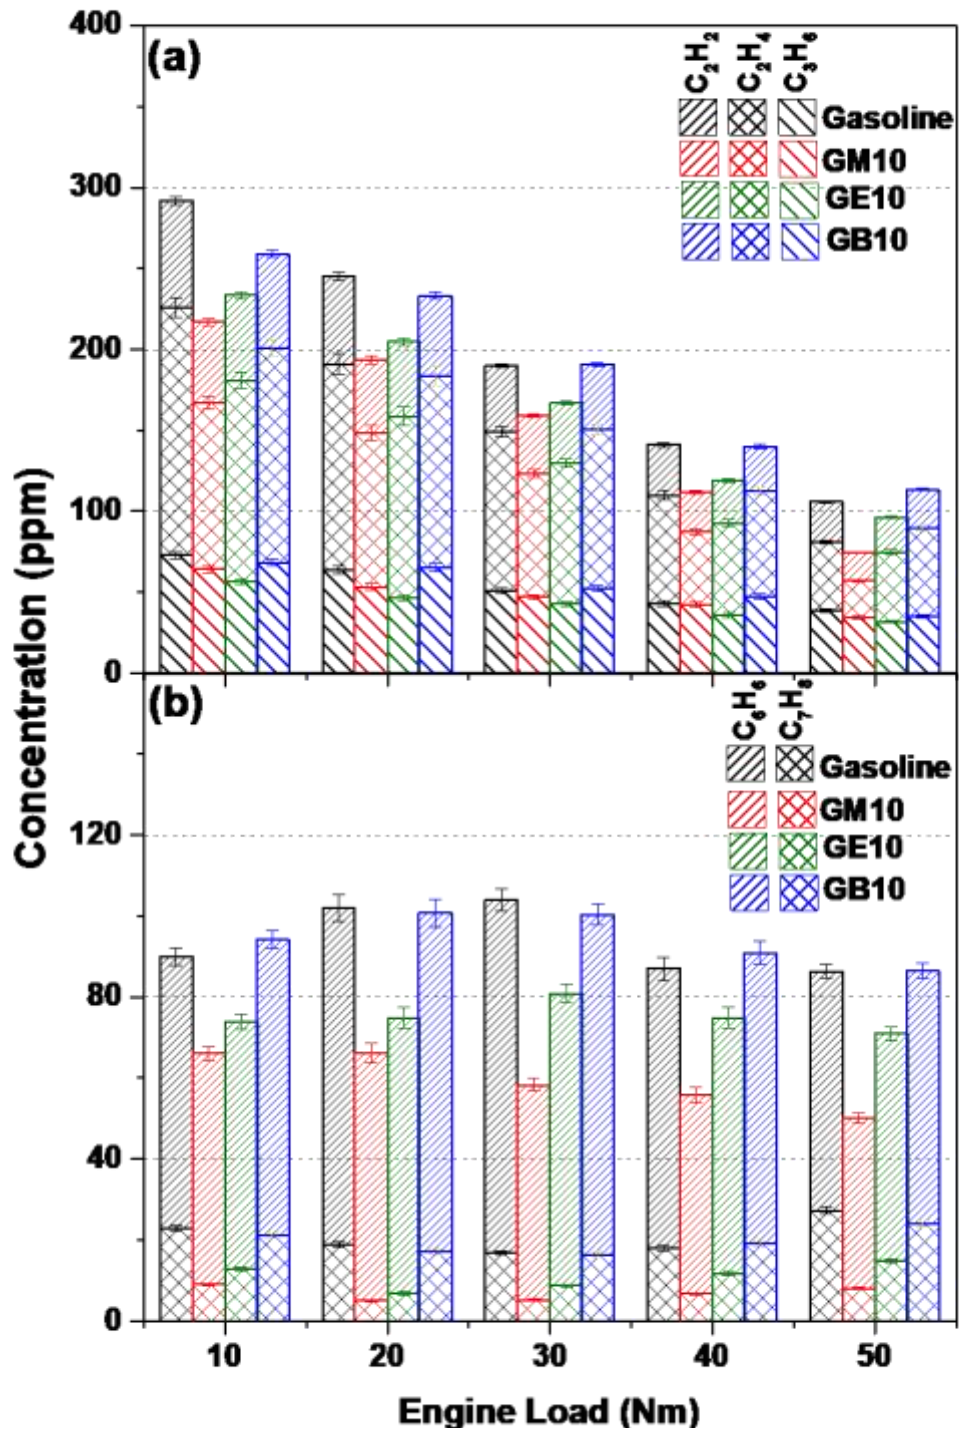 400
(a)
C₂H₂ C₂H₄ C₃H₆
Gasoline
GM10
300
GE10
GB10
200
100
0
Concentration (ppm)
(b)
C₆H₆ C₇H₈
Gasoline
GM10
120
GE10
GB10
80
40
0
10 20 30 40 50
Engine Load (Nm)